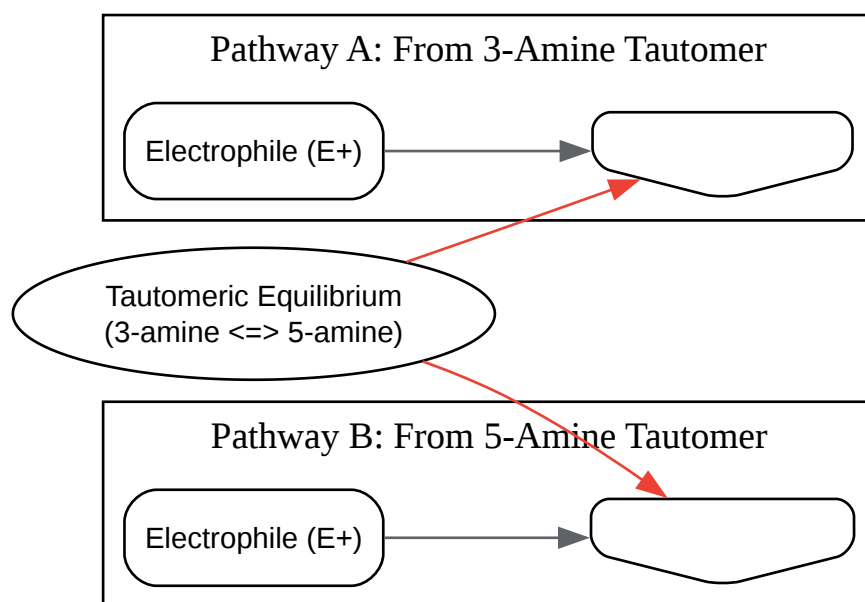 Pathway A: From 3-Amine Tautomer
Electrophile (E+)
Tautomeric Equilibrium
(3-amine <=> 5-amine)
Pathway B: From 5-Amine Tautomer
Electrophile (E+)